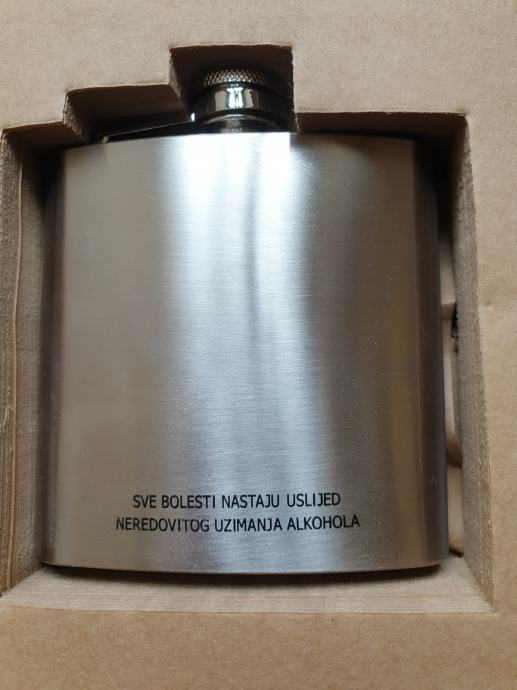 SVE BOLESTI NASTAJU USLIJED
NEREDOVITOG UZIMANJA ALKOHOLA